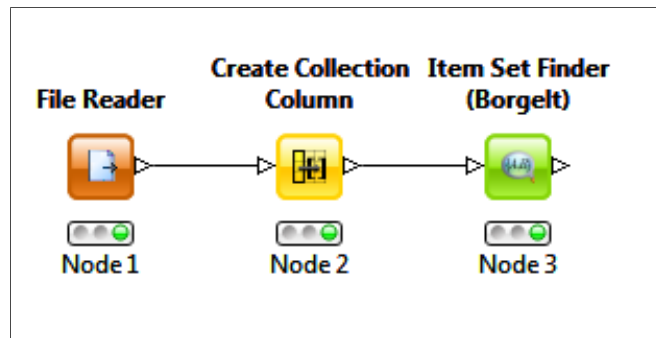 Create Collection Item Set Finder
File Reader Column (Borgelt)
Node 1 Node 2 Node 3